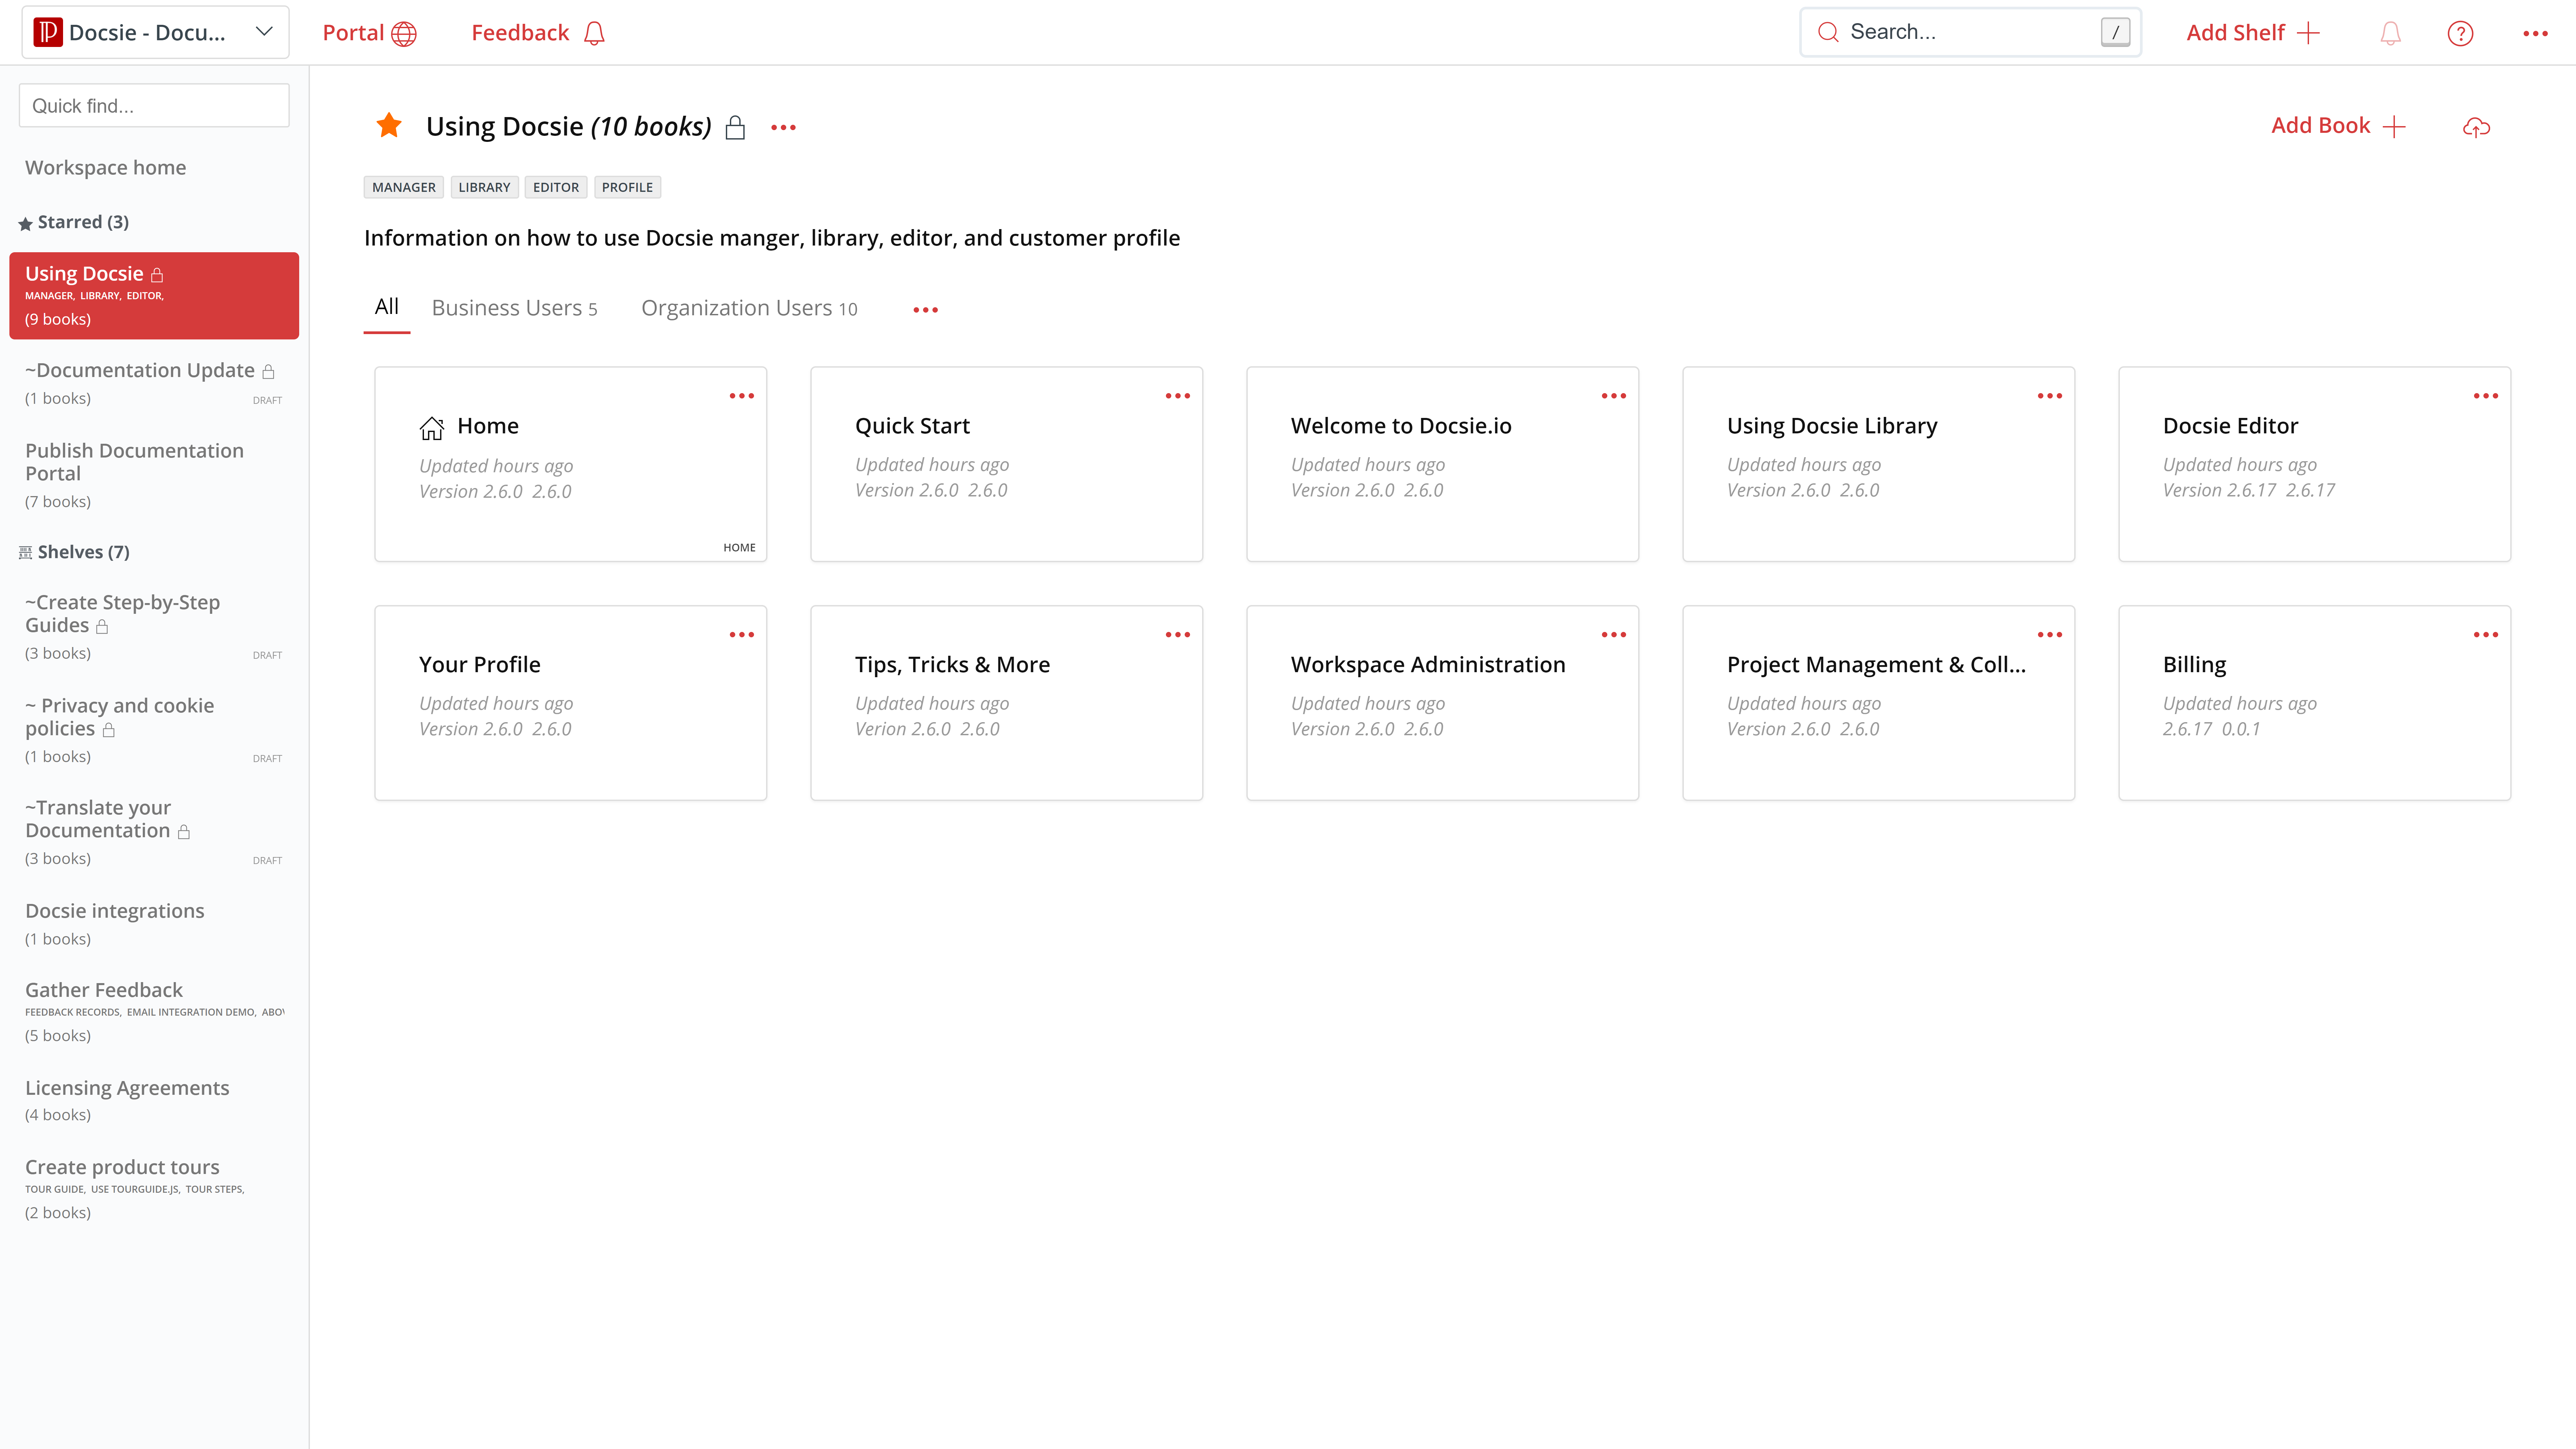 Docsie - Docu...
Portal
Feedback
Search...
/
Add Shelf
Quick find...
Workspace home
Starred (3)
Using Docsie
MANAGER, LIBRARY, EDITOR,
(9 books)
~Documentation Update
(1 books)
DRAFT
Publish Documentation
Portal
(7 books)
Shelves (7)
~Create Step-by-Step
Guides
(3 books)
DRAFT
~ Privacy and cookie
policies
(1 books)
DRAFT
~Translate your
Documentation
(3 books)
DRAFT
Docsie integrations
(1 books)
Gather Feedback
FEEDBACK RECORDS, EMAIL INTEGRATION DEMO,
(5 books)
Licensing Agreements
(4 books)
Create product tours
TOUR GUIDE, USE TOURGUIDE.JS, TOUR STEPS,
(2 books)
Using Docsie (10 books)
Add Book
MANAGER LIBRARY EDITOR PROFILE
Information on how to use Docsie manger, library, editor, and customer profile
All
Business Users 5
Organization Users 10
Home
Updated hours ago
Version 2.6.0 2.6.0
HOME
Quick Start
Updated hours ago
Version 2.6.0 2.6.0
Welcome to Docsie.io
Updated hours ago
Version 2.6.0 2.6.0
Using Docsie Library
Updated hours ago
Version 2.6.0 2.6.0
Docsie Editor
Updated hours ago
Version 2.6.17 2.6.17
Your Profile
Updated hours ago
Version 2.6.0 2.6.0
Tips, Tricks & More
Updated hours ago
Verion 2.6.0 2.6.0
Workspace Administration
Updated hours ago
Version 2.6.0 2.6.0
Project Management & Coll...
Updated hours ago
Version 2.6.0 2.6.0
Billing
Updated hours ago
2.6.17 0.0.1